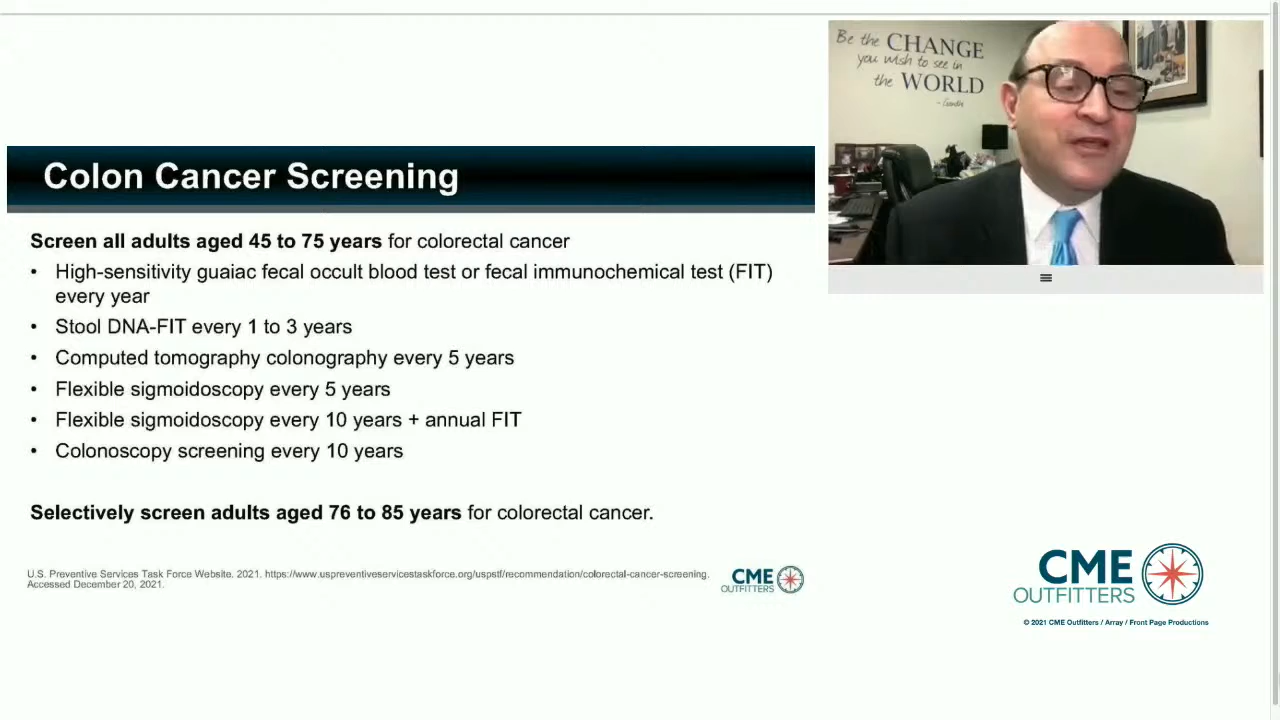 Be the CHANGE
you wish to see in
the WORLD
- Gandhi
Colon Cancer Screening
Screen all adults aged 45 to 75 years for colorectal cancer
• High-sensitivity guaiac fecal occult blood test or fecal immunochemical test (FIT)
every year
• Stool DNA-FIT every 1 to 3 years
• Computed tomography colonography every 5 years
• Flexible sigmoidoscopy every 5 years
• Flexible sigmoidoscopy every 10 years + annual FIT
• Colonoscopy screening every 10 years
Selectively screen adults aged 76 to 85 years for colorectal cancer.
U.S. Preventive Services Task Force Website. 2021. https://www.uspreventiveservicestaskforce.org/uspstf/recommendation/colorectal-cancer-screening.
Accessed December 20, 2021.
CME
OUTFITTERS
CME
OUTFITTERS
© 2021 CME Outfitters / Array / Front Page Productions